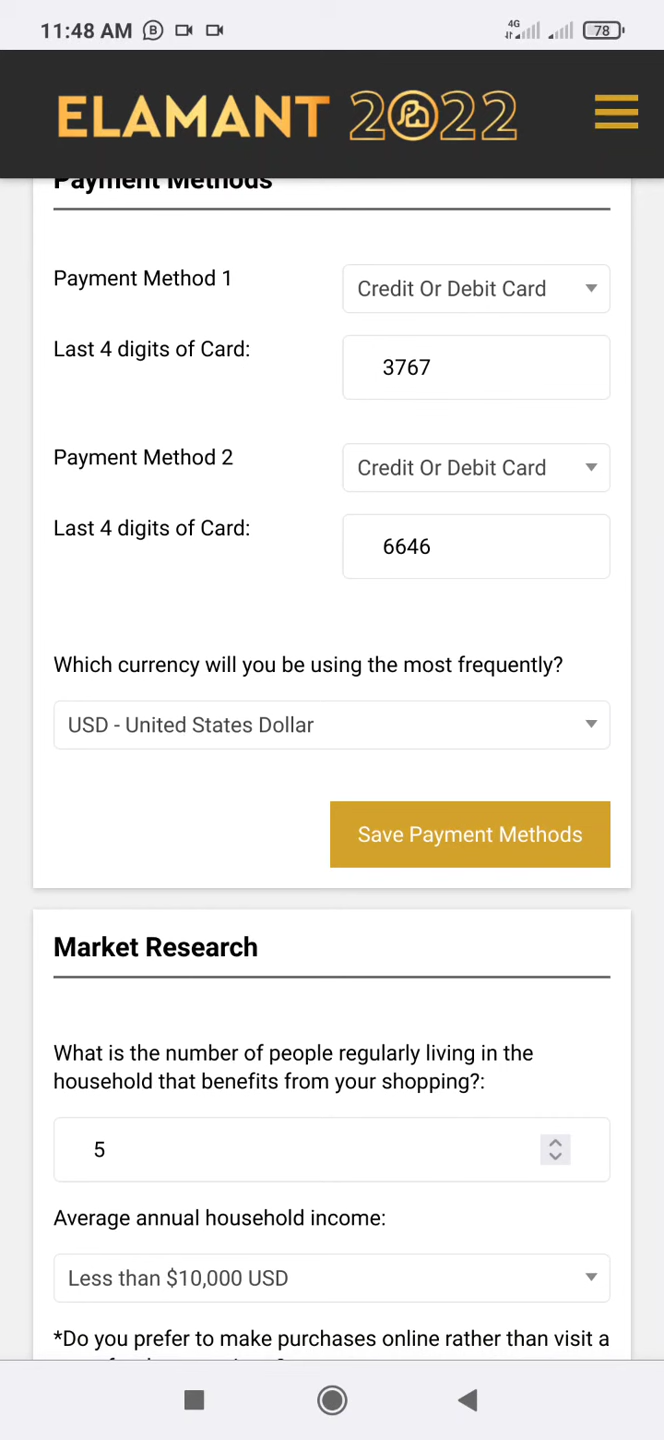 11:48 AM
4G
78
ELAMANT 2022
Payment Methods
Payment Method 1
Credit Or Debit Card
Last 4 digits of Card:
3767
Payment Method 2
Credit Or Debit Card
Last 4 digits of Card:
6646
Which currency will you be using the most frequently?
USD - United States Dollar
Save Payment Methods
Market Research
What is the number of people regularly living in the
household that benefits from your shopping?:
5
Average annual household income:
Less than $10,000 USD
*Do you prefer to make purchases online rather than visit a